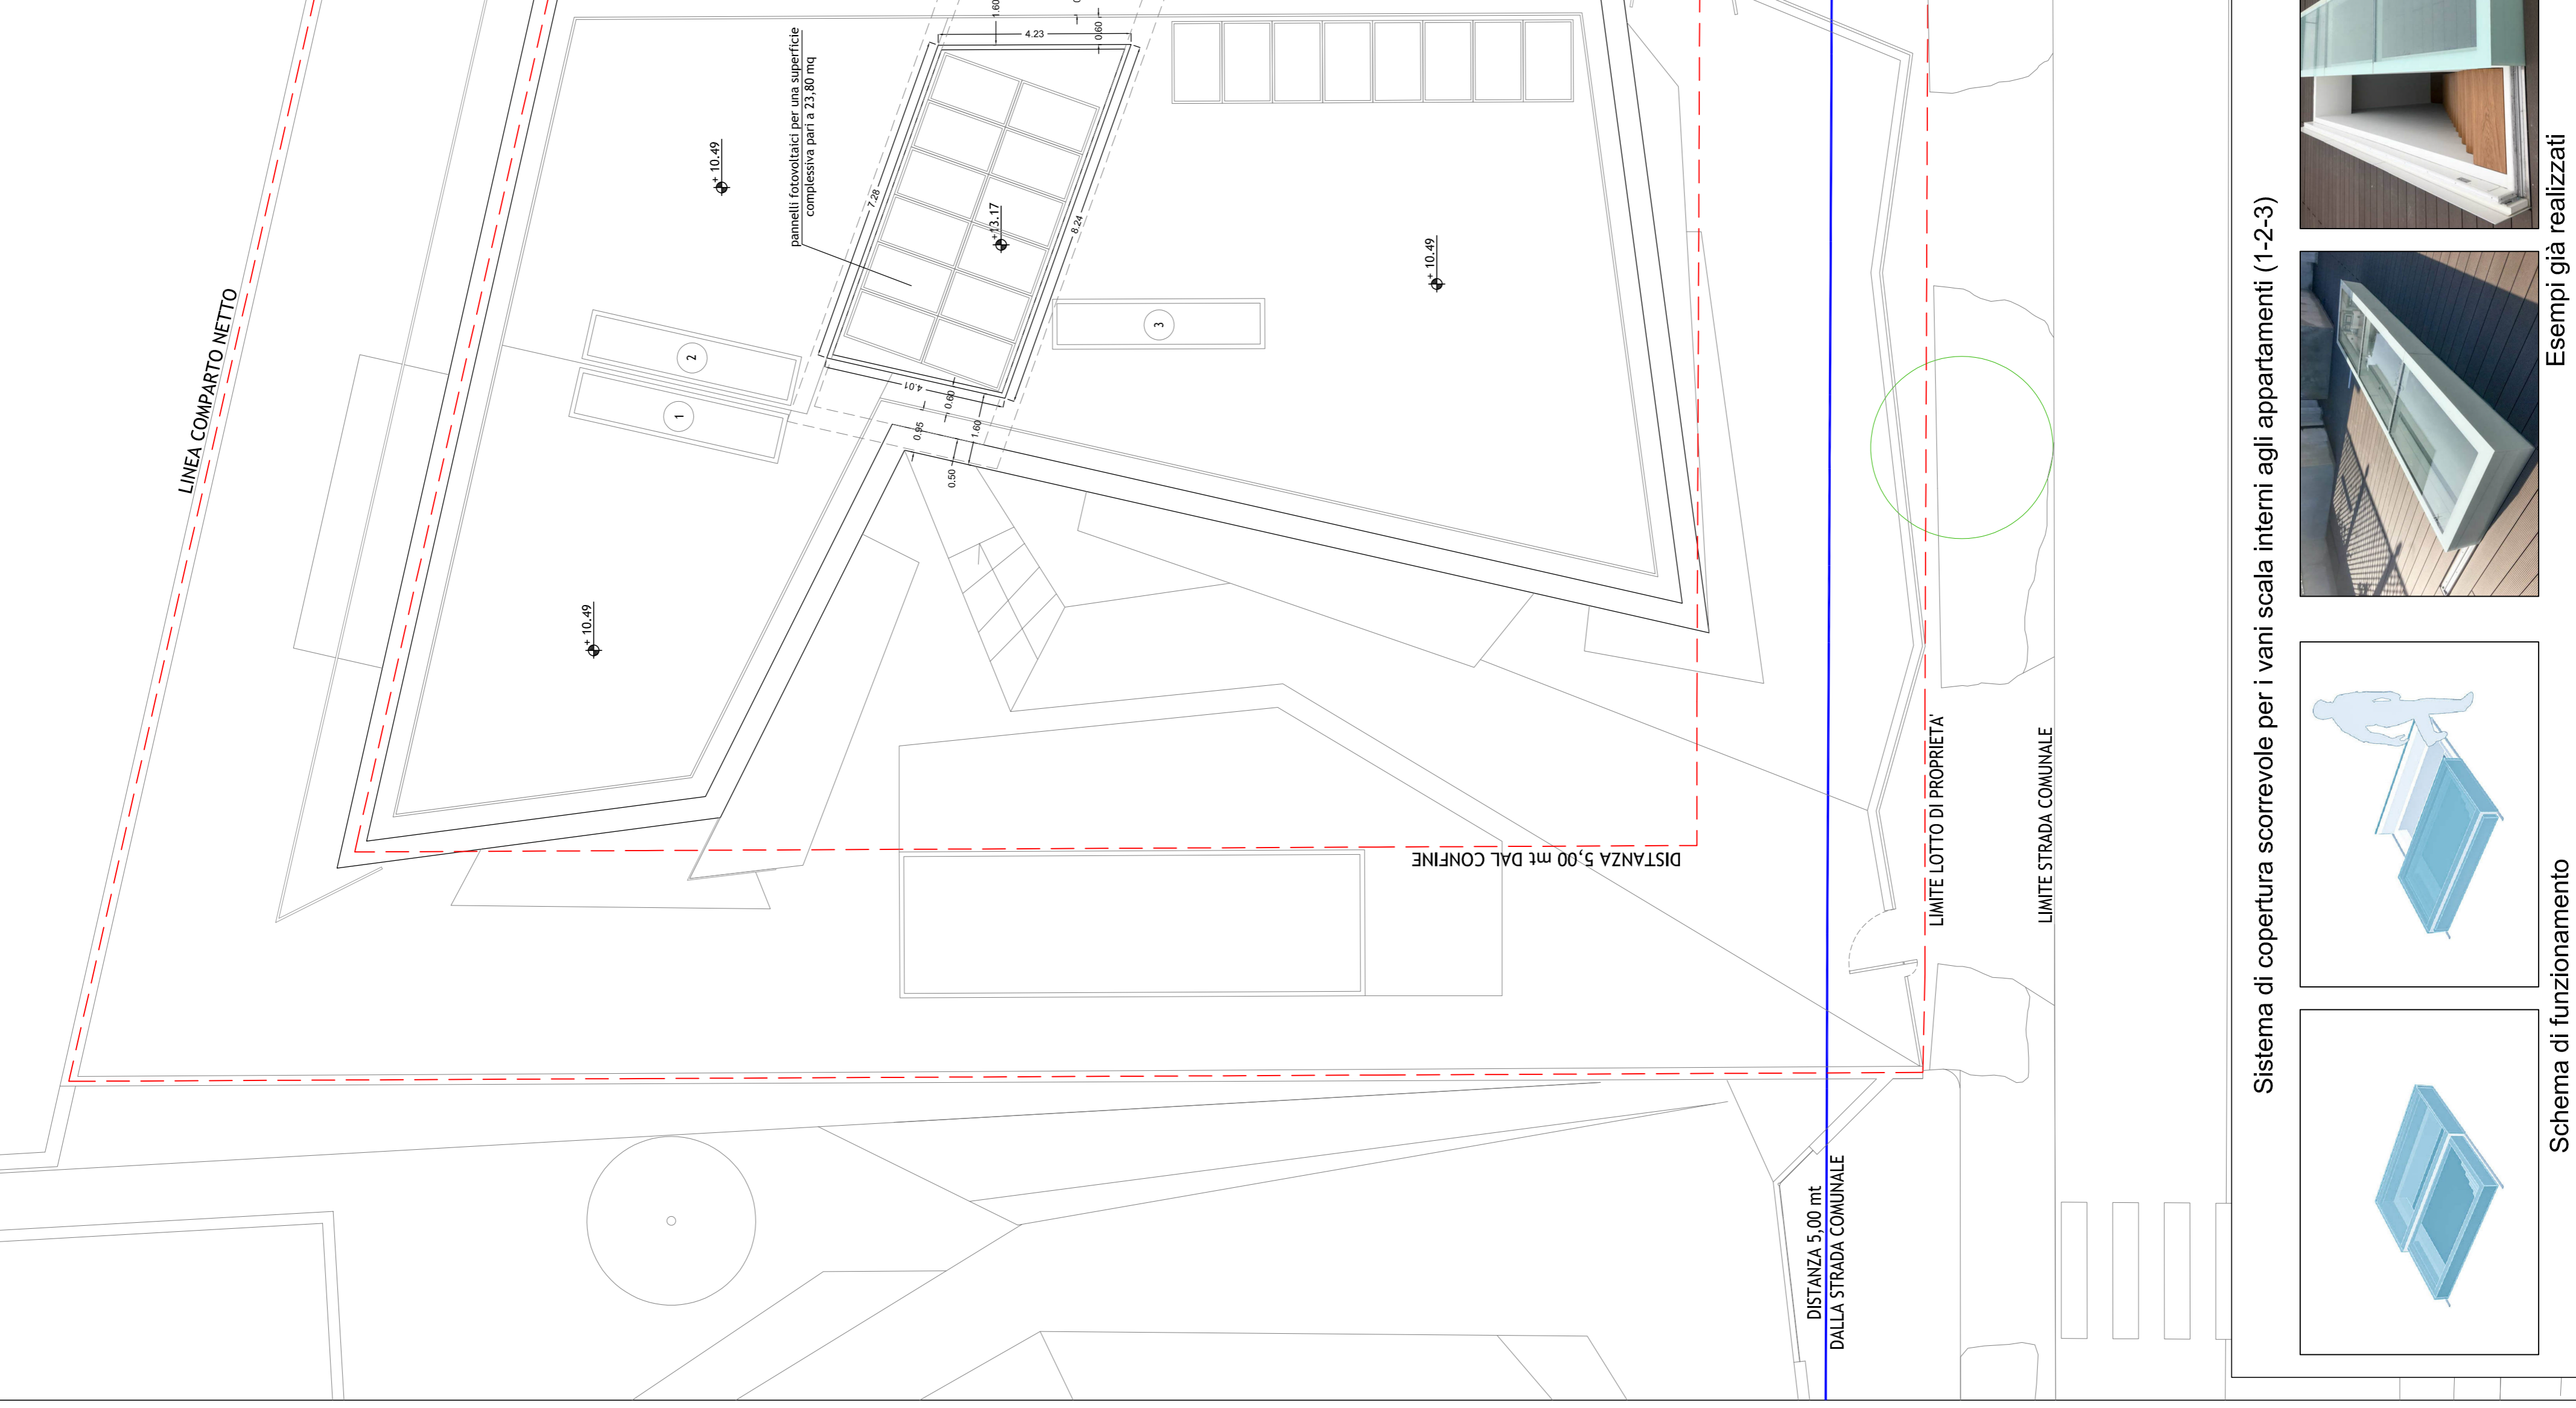 LINEA COMPARTO NETTO
+ 10.49
pannelli fotovoltaici per una superficie
complessiva pari a 23,80 mq
1.60
4.23
0.60
7.28
+13.17
8.24
4.01
0.60
0.95
1.60
0.50
1
2
3
+ 10.49
+ 10.49
DISTANZA 5,00 mt DAL CONFINE
LIMITE LOTTO DI PROPRIETA'
LIMITE STRADA COMUNALE
DISTANZA 5,00 mt
DALLA STRADA COMUNALE
Sistema di copertura scorrevole per i vani scala interni agli appartamenti (1-2-3)
Schema di funzionamento
Esempi già realizzati